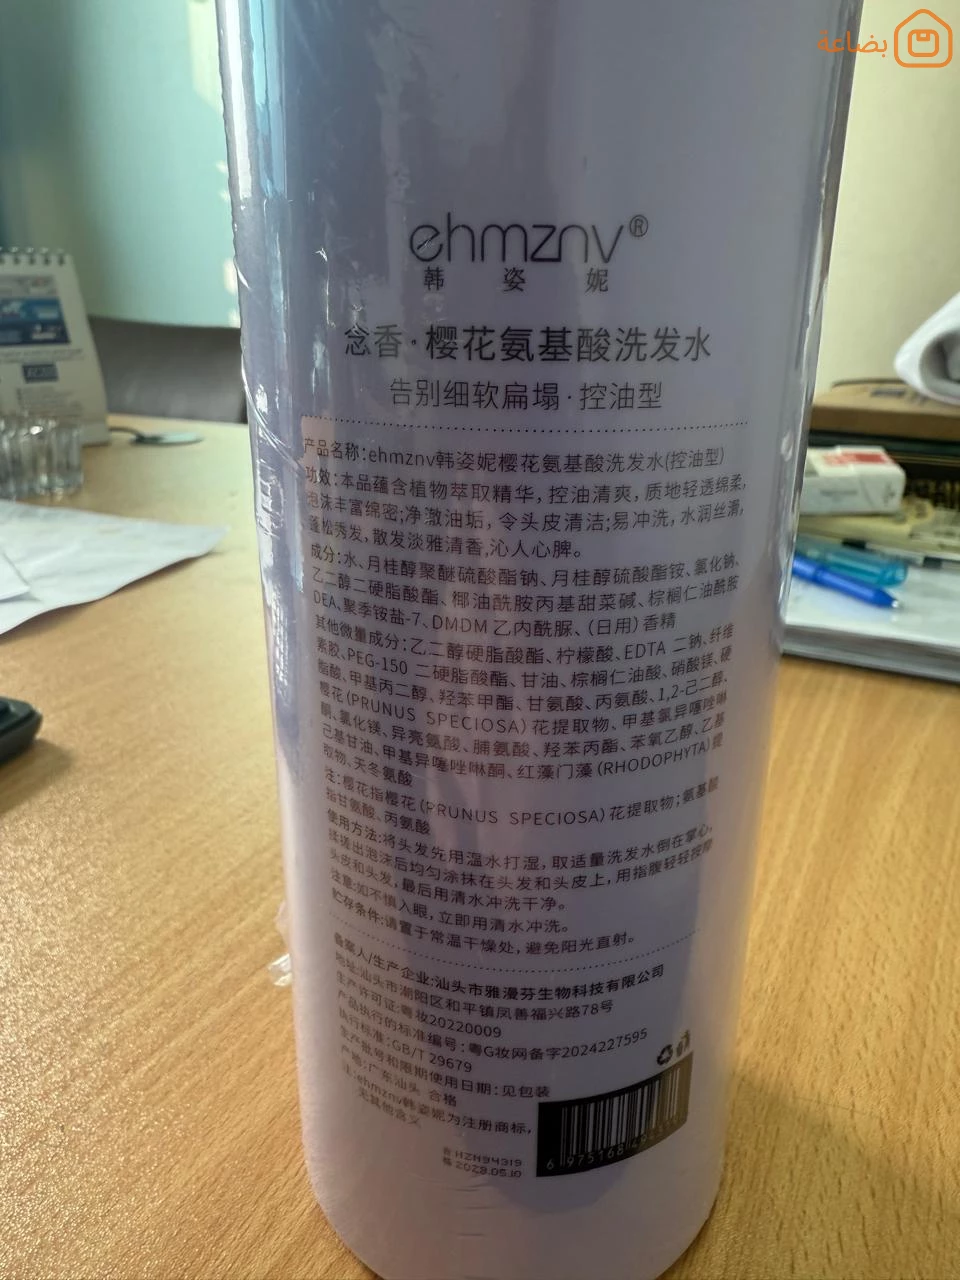 بضاعة
ehmznv®
韩姿妮
念香·樱花氨基酸洗发水
告别细软扁塌·控油型
产品名称:ehmznv韩姿妮樱花氨基酸洗发水(控油型)
功效:本品蕴含植物萃取精华,控油清爽,质地轻透绵柔,
泡沫丰富绵密;净澈油垢,令头皮清洁;易冲洗,水润丝滑,
蓬松秀发,散发淡雅清香,沁人心脾。
成分:水、月桂醇聚醚硫酸酯钠、月桂醇硫酸酯铵、氯化钠、
乙二醇二硬脂酸酯、椰油酰胺丙基甜菜碱、棕榈仁油酰胺
DEA、聚季铵盐-7、DMDM 乙内酰脲、(日用)香精
其他微量成分:乙二醇硬脂酸酯、柠檬酸、EDTA 二钠、纤维
素胶、PEG-150 二硬脂酸酯、甘油、棕榈仁油酸、硝酸镁、硬
脂酸、甲基丙二醇、羟苯甲酯、甘氨酸、丙氨酸、1,2-己二醇、
樱花(PRUNUS SPECIOSA)花提取物、甲基氯异噻唑啉
酮、氯化镁、异亮氨酸、脯氨酸、羟苯丙酯、苯氧乙醇、乙基
己基甘油、甲基异噻唑啉酮、红藻门藻(RHODOPHYTA)提
取物、天冬氨酸
注:樱花指樱花(PRUNUS SPECIOSA)花提取物;氨基酸
指甘氨酸、丙氨酸
使用方法:将头发先用温水打湿,取适量洗发水倒在掌心,
揉搓出泡沫后均匀涂抹在头发和头皮上,用指腹轻轻按摩
头皮和头发,最后用清水冲洗干净。
注意:如不慎入眼,立即用清水冲洗。
贮存条件:请置于常温干燥处,避免阳光直射。
备案人/生产企业:汕头市雅漫芬生物科技有限公司
地址:汕头市潮阳区和平镇凤善福兴路78号
生产许可证:粤妆20220009
产品执行的标准编号:粤G妆网备字2024227595
执行标准:GB/T 29679
生产批号和限期使用日期:见包装
产地:广东汕头 合格
注:ehmznv韩姿妮为注册商标,
无其他含义
HZN94319
2028.05.10
6 975168